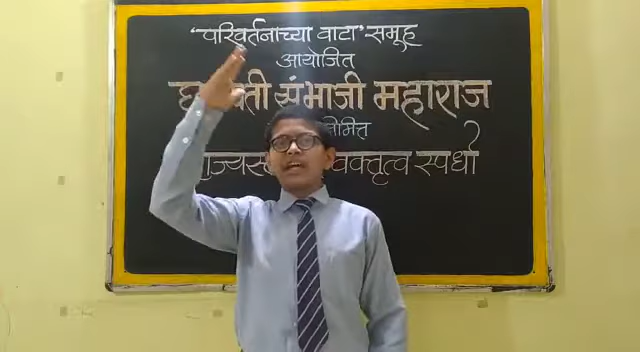 'परिवर्तनाच्या वाटा' समूह
आयोजित
संभाजी महाराज
वक्तृत्व स्पर्धा